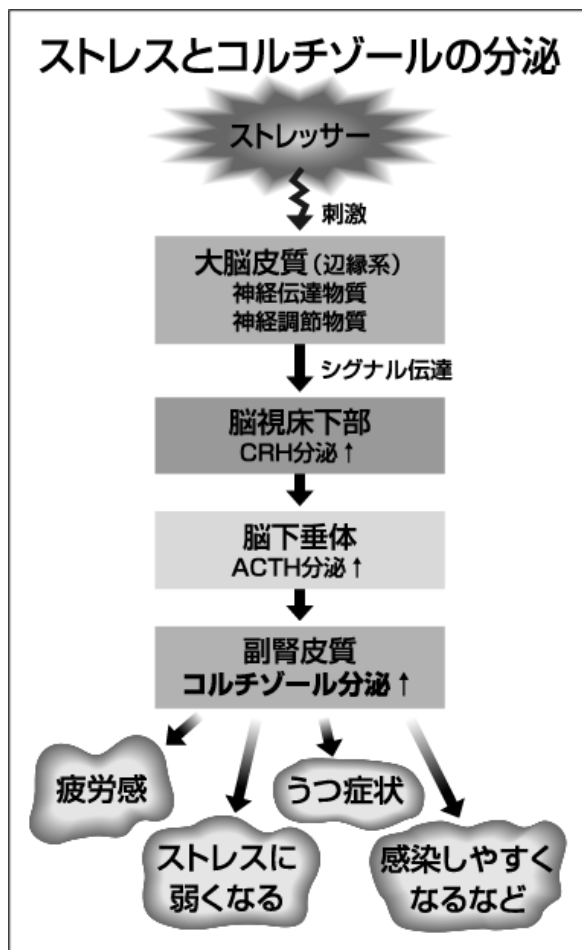 ストレスとコルチゾールの分泌
ストレッサー
刺激
大脳皮質(辺縁系)
神経伝達物質
神経調節物質
シグナル伝達
脳視床下部
CRH分泌↑
脳下垂体
ACTH分泌↑
副腎皮質
コルチゾール分泌↑
疲労感
うつ症状
ストレスに
弱くなる
感染しやすく
なるなど